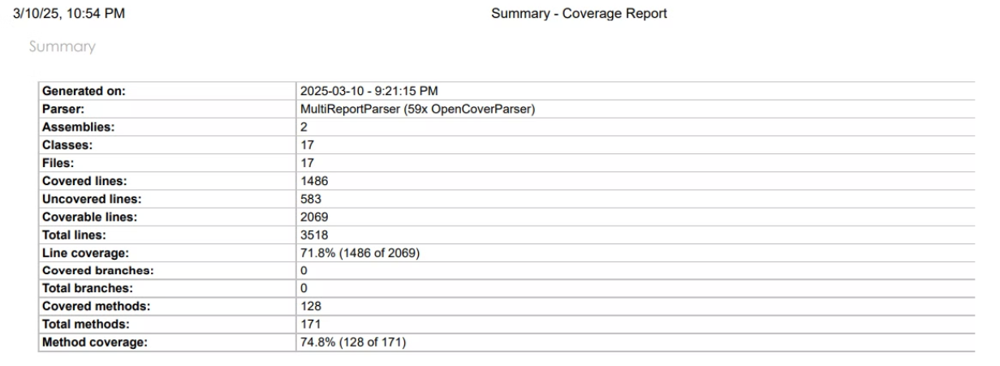 3/10/25, 10:54 PM Summary - Coverage Report
Summary
Generated on: 2025-03-10 - 9:21:15 PM
Parser: MultiReportParser (59x OpenCoverParser)
Assemblies: 2
Classes: 17
Files: 17
Covered lines: 1486
Uncovered lines: 583
Coverable lines: 2069
Total lines: 3518
Line coverage: 71.8% (1486 of 2069)
Covered branches: 0
Total branches: 0
Covered methods: 128
Total methods: 171
Method coverage: 74.8% (128 of 171)